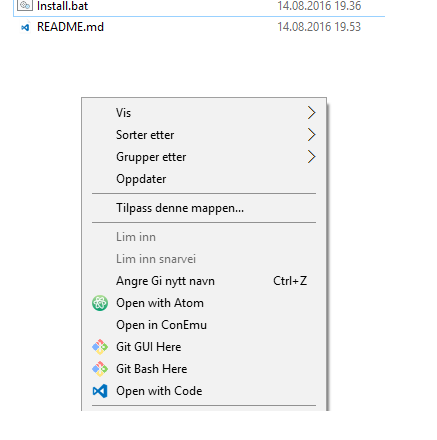 Install.bat 14.08.2016 19.36
README.md 14.08.2016 19.53
Vis
Sorter etter
Grupper etter
Oppdater
Tilpass denne mappen...
Lim inn
Lim inn snarvei
Angre Gi nytt navn Ctrl+Z
Open with Atom
Open in ConEmu
Git GUI Here
Git Bash Here
Open with Code